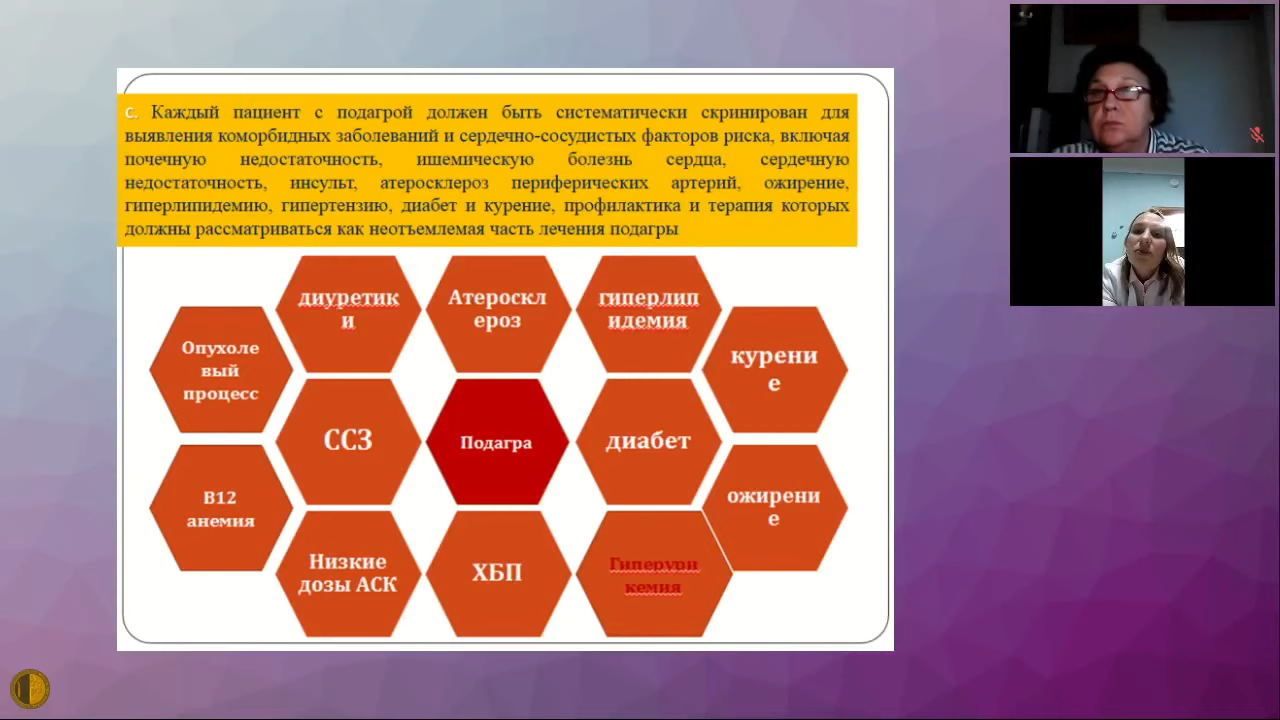 с. Каждый пациент с подагрой должен быть систематически скринирован для
выявления коморбидных заболеваний и сердечно-сосудистых факторов риска, включая
почечную недостаточность, ишемическую болезнь сердца, сердечную
недостаточность, инсульт, атеросклероз периферических артерий, ожирение,
гиперлипидемию, гипертензию, диабет и курение, профилактика и терапия которых
должны рассматриваться как неотъемлемая часть лечения подагры
диуретик
и
Атероскл
ероз
гиперлип
идемия
Опухоле
вый
процесс
курени
е
ССЗ
Подагра
диабет
В12
анемия
ожирени
е
Низкие
дозы АСК
ХБП
Гиперури
кемия